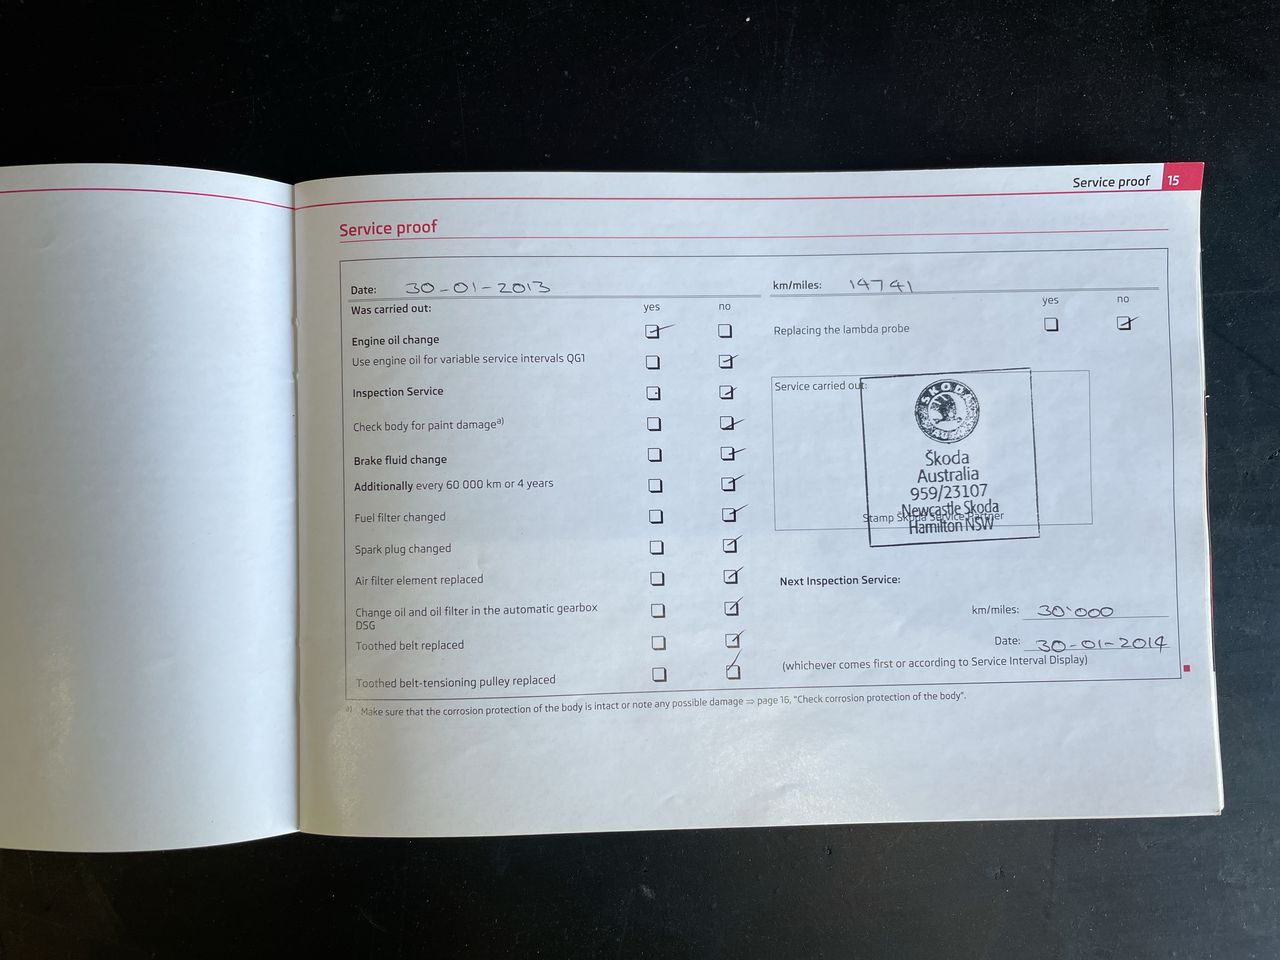 Service proof 15
Service proof
Date: 30-01-2013
km/miles: 14741
Was carried out: yes no
yes no
Engine oil change
Replacing the lambda probe
Use engine oil for variable service intervals QG1
Inspection Service
Service carried out:
Check body for paint damage a)
Brake fluid change
Additionally every 60 000 km or 4 years
Fuel filter changed
Spark plug changed
Air filter element replaced
Change oil and oil filter in the automatic gearbox
DSG
Toothed belt replaced
Toothed belt-tensioning pulley replaced
SKODA
Škoda
Australia
959/23107
Newcastle Skoda
Hamilton NSW
Stamp Škoda Service Partner
Next Inspection Service:
km/miles: 30'000
Date: 30-01-2014
(whichever comes first or according to Service Interval Display)
a) Make sure that the corrosion protection of the body is intact or note any possible damage ⇒ page 16, "Check corrosion protection of the body".